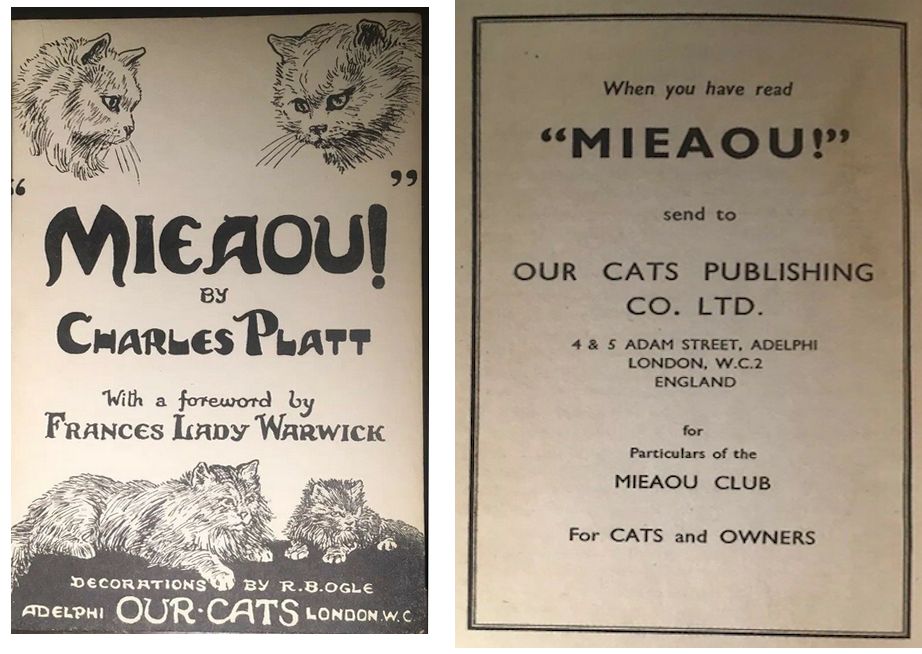 “ ”
MIEAOU!
BY
CHARLES PLATT
With a foreword by
FRANCES LADY WARWICK
DECORATIONS BY R.B.OGLE
ADELPHI OUR·CATS LONDON.W.C
When you have read
“MIEAOU!”
send to
OUR CATS PUBLISHING
CO. LTD.
4 & 5 ADAM STREET, ADELPHI
LONDON, W.C.2
ENGLAND
for
Particulars of the
MIEAOU CLUB
For CATS and OWNERS